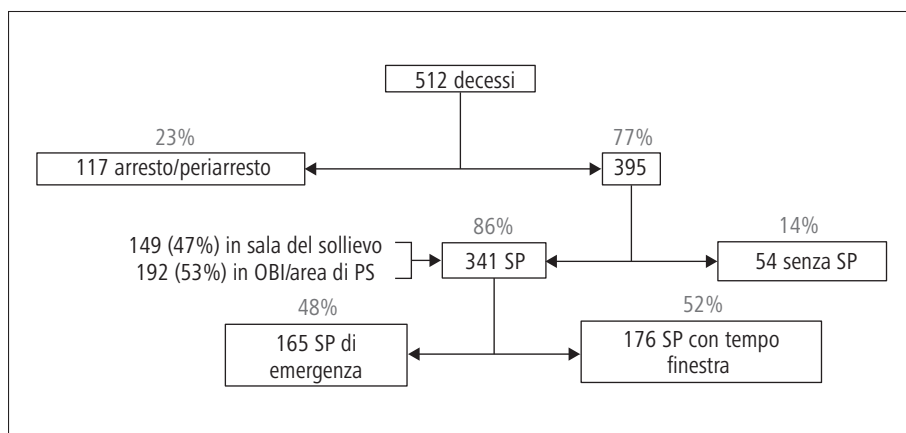 512 decessi
23%
117 arresto/periarresto
77%
395
149 (47%) in sala del sollievo
192 (53%) in OBI/area di PS
86%
341 SP
14%
54 senza SP
48%
165 SP di
emergenza
52%
176 SP con tempo
finestra